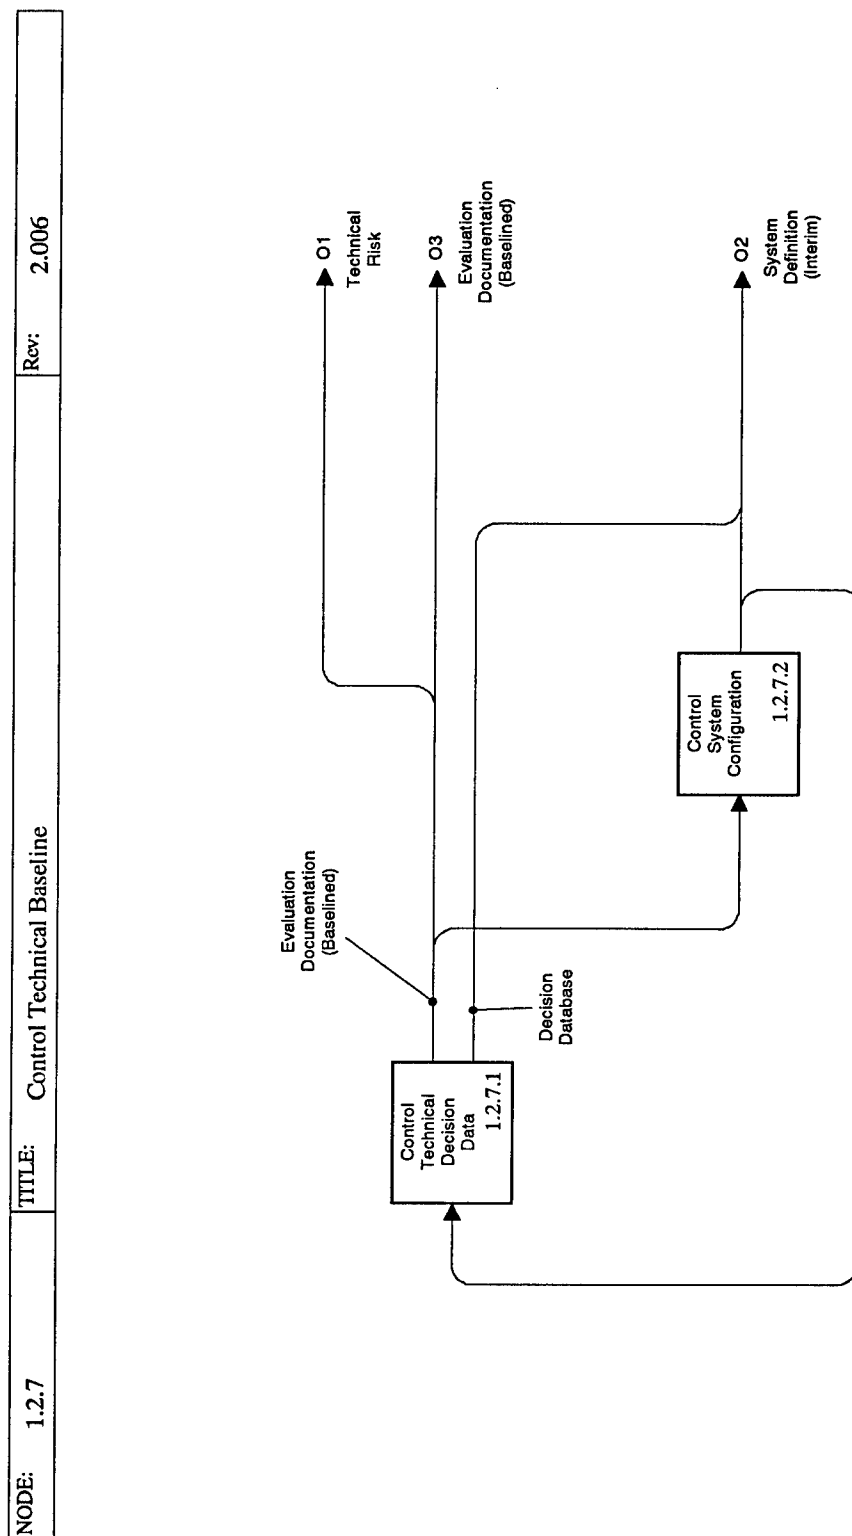 NODE: 1.2.7
TITLE: Control Technical Baseline
Rev: 2.006
O1
Technical
Risk
O3
Evaluation
Documentation
(Baselined)
O2
System
Definition
(Interim)
Evaluation
Documentation
(Baselined)
Decision
Database
Control
Technical
Decision
Data
1.2.7.1
Control
System
Configuration
1.2.7.2